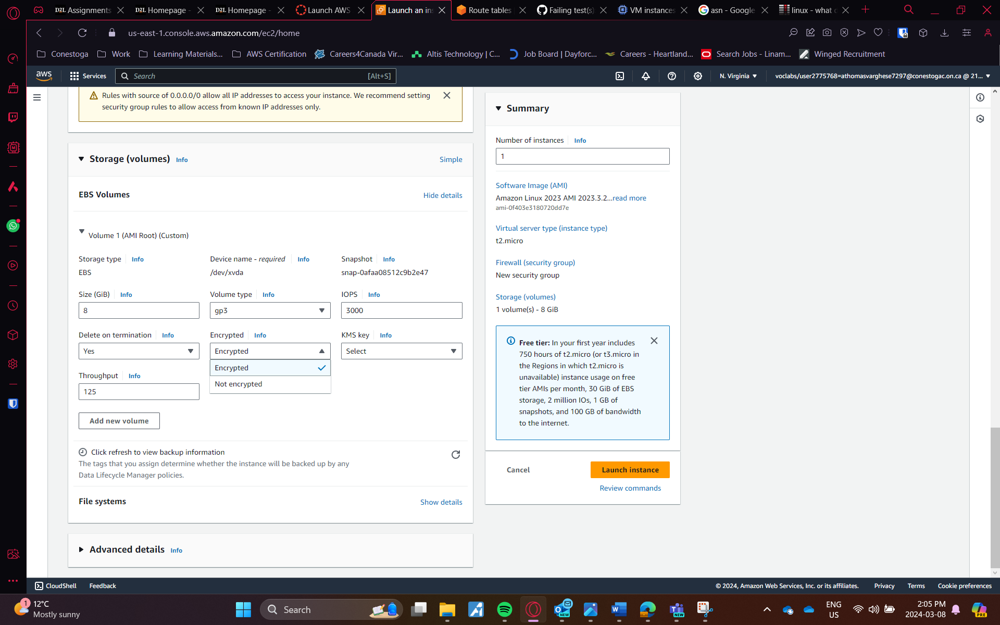 Assignments
Homepage -
Homepage -
Launch AWS
Launch an ins
Route tables
Failing test(s)
VM instances
asn - Google
linux - what c
us-east-1.console.aws.amazon.com/ec2/home
Conestoga
Work
Learning Materials...
AWS Certification
Careers4Canada Vir...
Altis Technology | C...
Job Board | Dayforc...
Careers - Heartland...
Search Jobs - Linam...
Winged Recruitment
aws
Services
Search
[Alt+S]
N. Virginia
voclabs/user2775768=athomasvarghese7297@conestogac.on.ca @ 21...
Rules with source of 0.0.0.0/0 allow all IP addresses to access your instance. We recommend setting
security group rules to allow access from known IP addresses only.
Storage (volumes) Info
Simple
EBS Volumes
Hide details
Volume 1 (AMI Root) (Custom)
Storage type Info
EBS
Device name - required Info
/dev/xvda
Snapshot Info
snap-0afaa08512c9b2e47
Size (GiB) Info
8
Volume type Info
gp3
IOPS Info
3000
Delete on termination Info
Yes
Encrypted Info
Encrypted
Encrypted
Not encrypted
KMS key Info
Select
Throughput Info
125
Add new volume
Click refresh to view backup information
The tags that you assign determine whether the instance will be backed up by any
Data Lifecycle Manager policies.
File systems
Show details
Advanced details Info
Summary
Number of instances Info
1
Software Image (AMI)
Amazon Linux 2023 AMI 2023.3.2...read more
ami-0f403e3180720dd7e
Virtual server type (instance type)
t2.micro
Firewall (security group)
New security group
Storage (volumes)
1 volume(s) - 8 GiB
Free tier: In your first year includes
750 hours of t2.micro (or t3.micro in
the Regions in which t2.micro is
unavailable) instance usage on free
tier AMIs per month, 30 GiB of EBS
storage, 2 million IOs, 1 GB of
snapshots, and 100 GB of bandwidth
to the internet.
Cancel
Launch instance
Review commands
CloudShell
Feedback
© 2024, Amazon Web Services, Inc. or its affiliates.
Privacy
Terms
Cookie preferences
1
12°C
Mostly sunny
Search
NEW
NEW
ENG
US
2:05 PM
2024-03-08
PRE